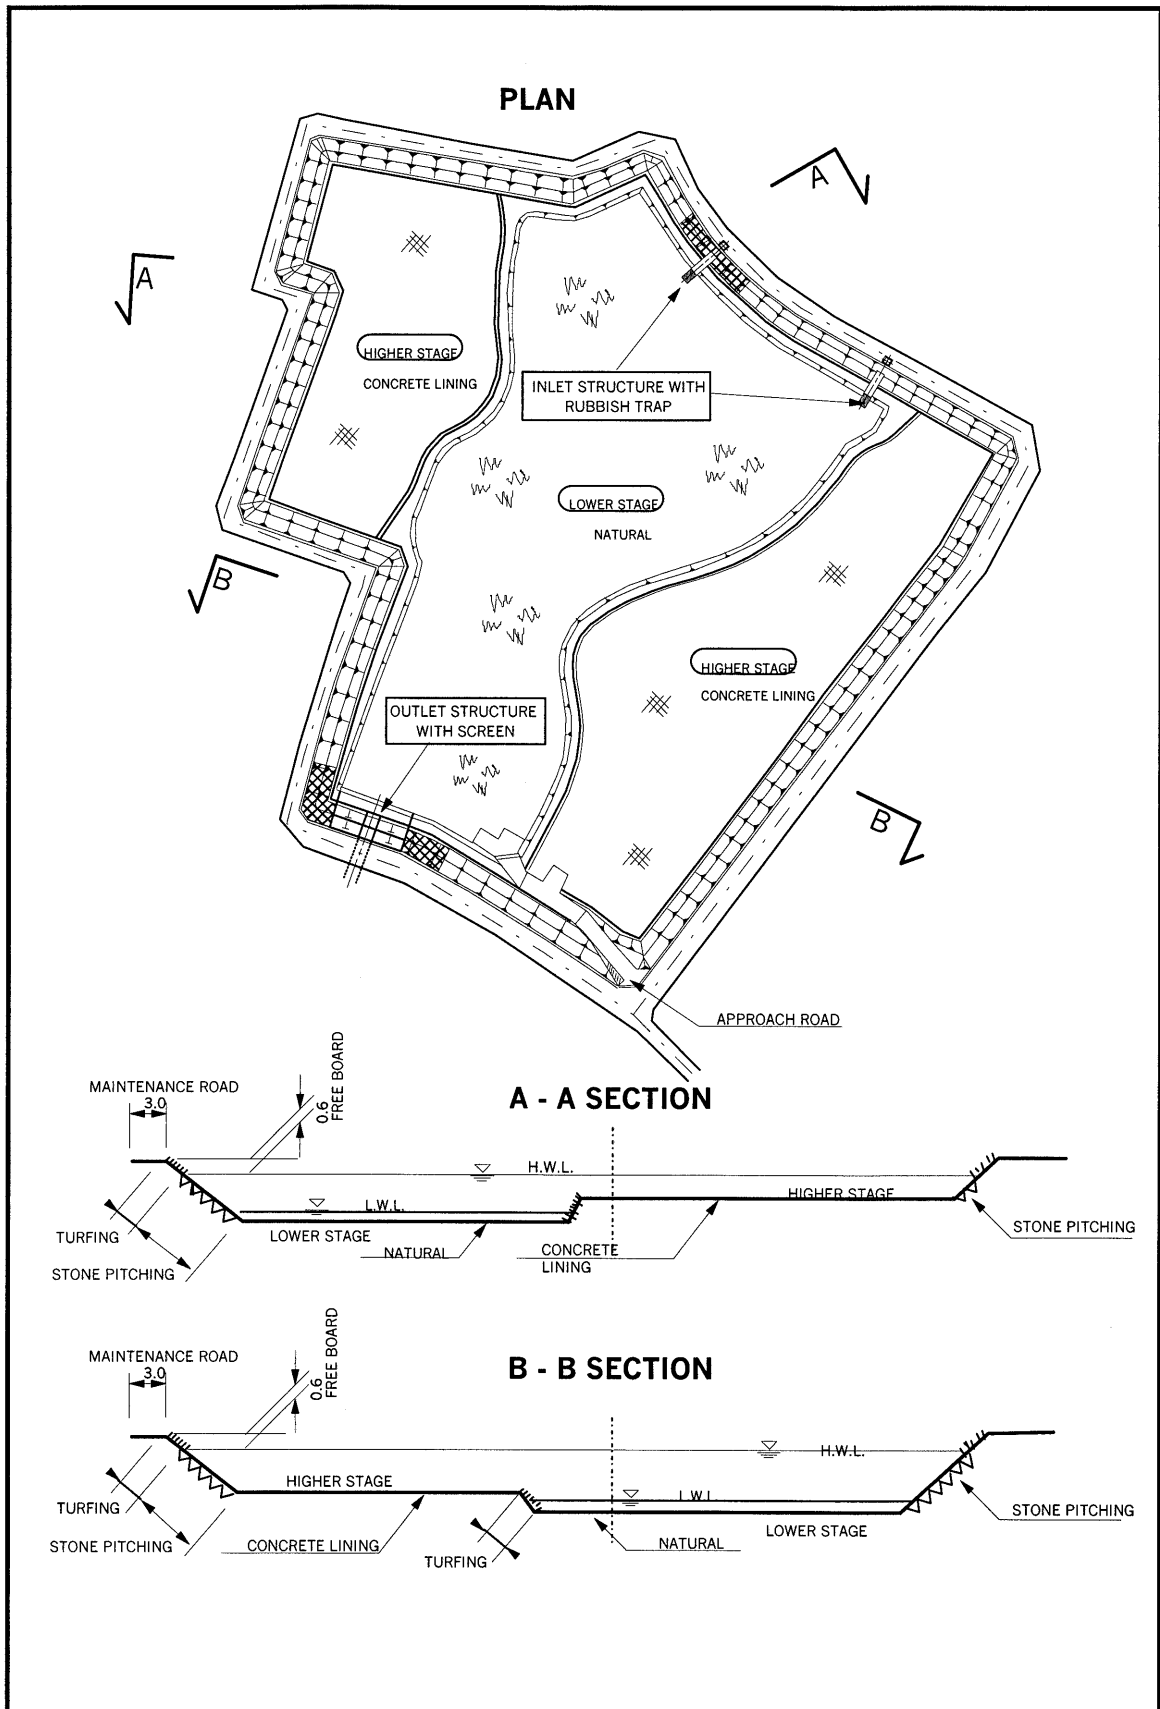 PLAN
A
A
HIGHER STAGE
CONCRETE LINING
INLET STRUCTURE WITH
RUBBISH TRAP
LOWER STAGE
NATURAL
B
HIGHER STAGE
CONCRETE LINING
OUTLET STRUCTURE
WITH SCREEN
B
APPROACH ROAD
A - A SECTION
MAINTENANCE ROAD
3.0
0.6
FREE BOARD
H.W.L.
L.W.L.
HIGHER STAGE
TURFING
LOWER STAGE
NATURAL
CONCRETE
LINING
STONE PITCHING
STONE PITCHING
B - B SECTION
MAINTENANCE ROAD
3.0
0.6
FREE BOARD
H.W.L.
HIGHER STAGE
L.W.L.
TURFING
STONE PITCHING
CONCRETE LINING
TURFING
NATURAL
LOWER STAGE
STONE PITCHING